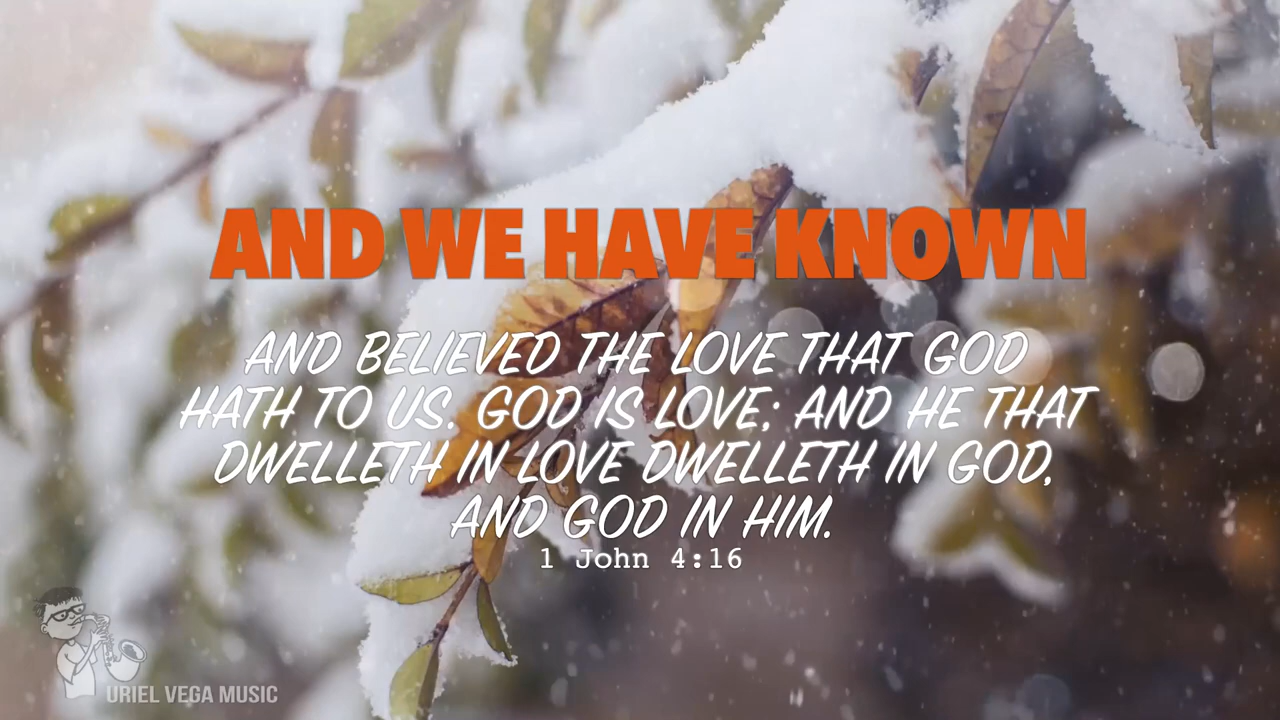 AND WE HAVE KNOWN
AND BELIEVED THE LOVE THAT GOD
HATH TO US. GOD IS LOVE; AND HE THAT
DWELLETH IN LOVE DWELLETH IN GOD,
AND GOD IN HIM.
1 John 4:16
URIEL VEGA MUSIC